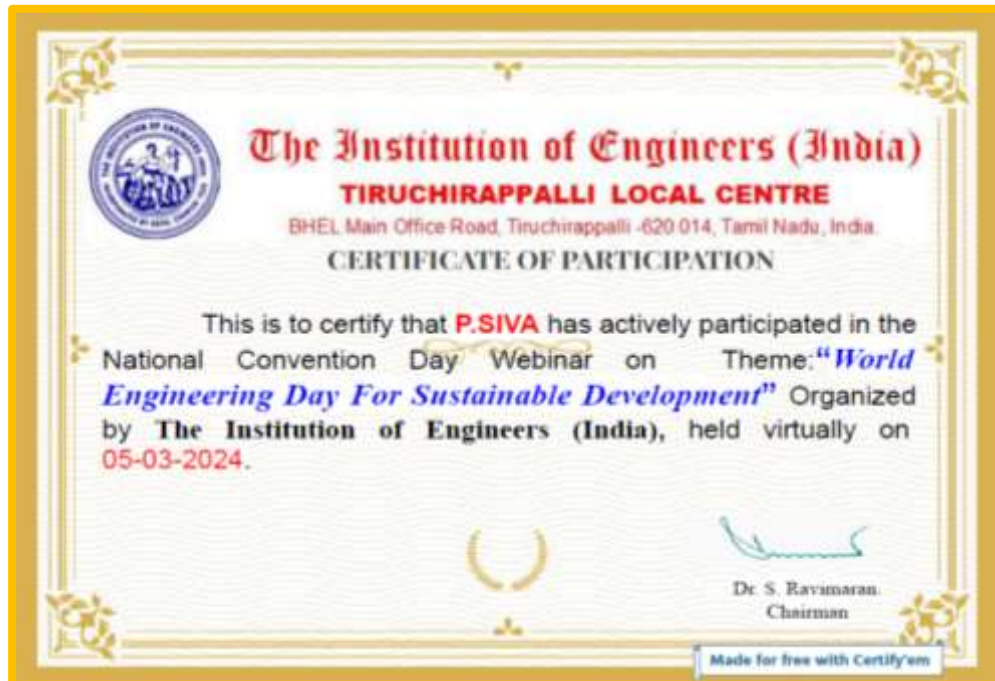 The Institution of Engineers (India)
TIRUCHIRAPPALLI LOCAL CENTRE
BHEL Main Office Road, Tiruchirappalli -620 014, Tamil Nadu, India.
CERTIFICATE OF PARTICIPATION
This is to certify that P.SIVA has actively participated in the
National Convention Day Webinar on Theme:“World
Engineering Day For Sustainable Development” Organized
by The Institution of Engineers (India), held virtually on
05-03-2024.
Dr. S. Ravimaran.
Chairman
Made for free with Certify'em